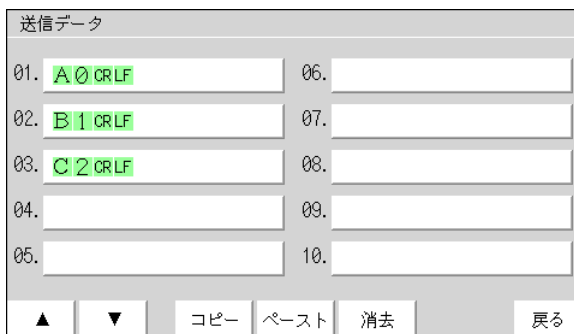 送信データ
01. A0CRLF 06.
02. B1CRLF 07.
03. C2CRLF 08.
04. 09.
05. 10.
▲ ▼ コピー ペースト 消去 戻る